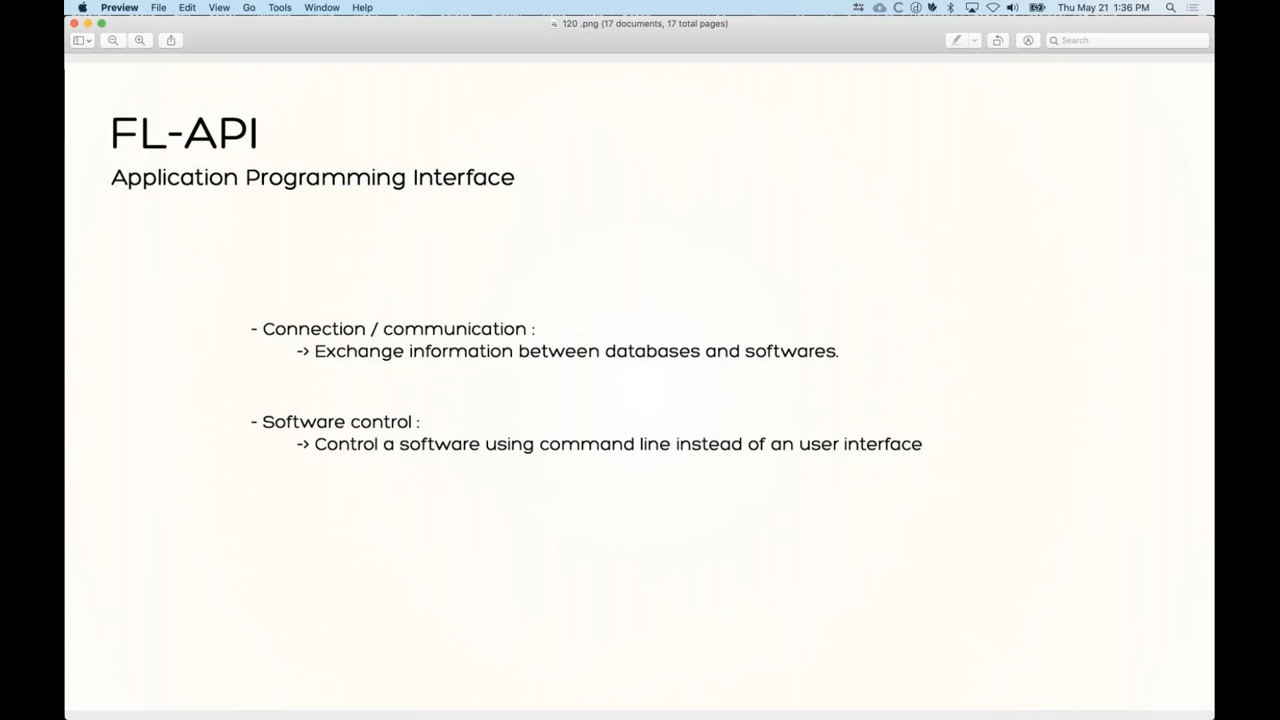 Preview File Edit View Go Tools Window Help Thu May 21 1:36 PM
120 .png (17 documents, 17 total pages)
Search
FL-API
Application Programming Interface
- Connection / communication :
-> Exchange information between databases and softwares.
- Software control :
-> Control a software using command line instead of an user interface